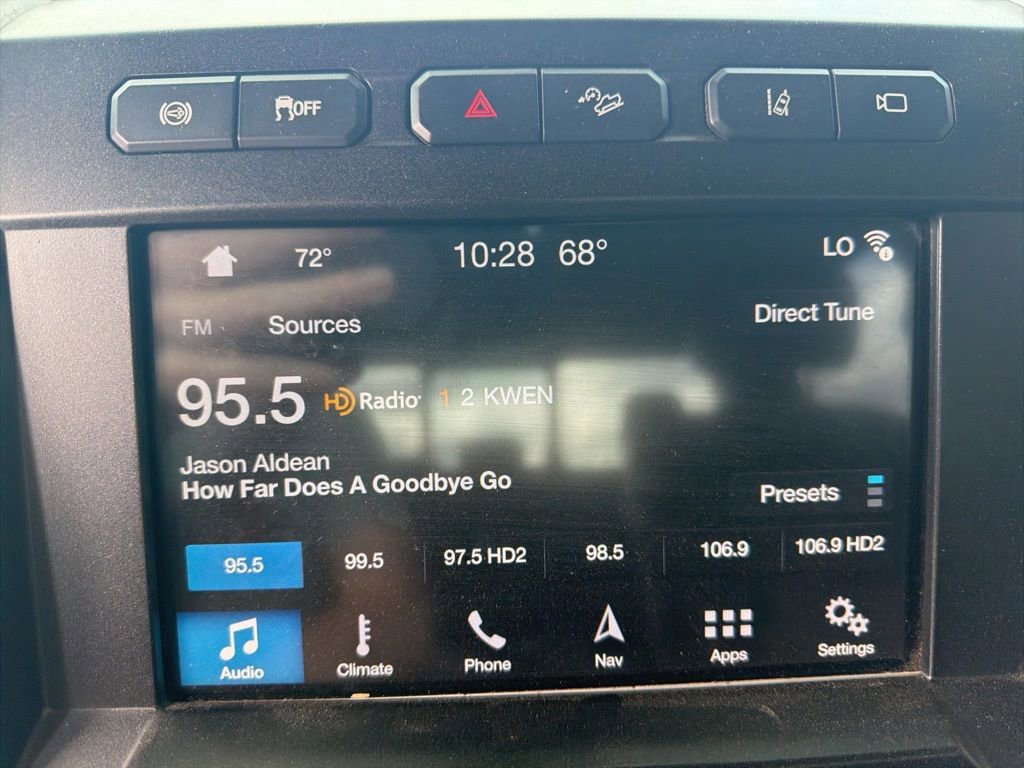 OFF
72° 10:28 68° LO
FM Sources Direct Tune
95.5 HD Radio 1 2 KWEN
Jason Aldean
How Far Does A Goodbye Go
Presets
95.5 99.5 97.5 HD2 98.5 106.9 106.9 HD2
Audio Climate Phone Nav Apps Settings